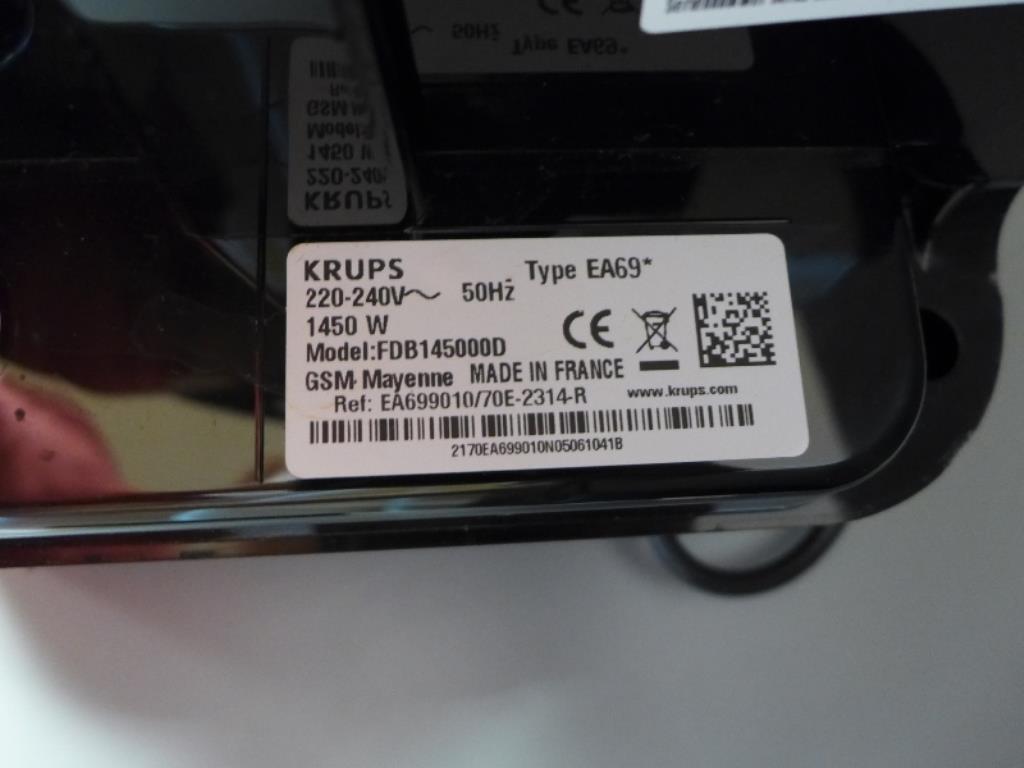 KRUPS Type EA69*
220-240V~ 50Hz
1450 W
CE
Model:FDB145000D
GSM Mayenne MADE IN FRANCE
Ref: EA699010/70E-2314-R www.krups.com
2170EA699010N05061041B